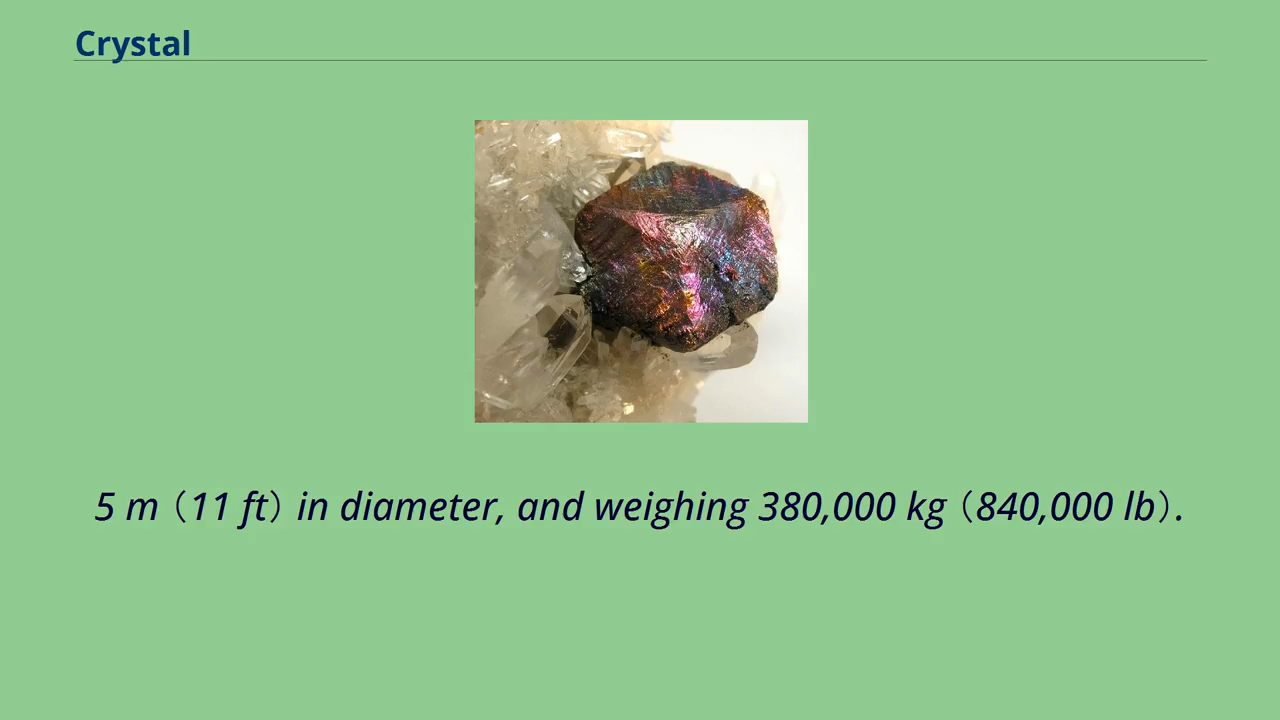 Crystal
5 m（11 ft）in diameter, and weighing 380,000 kg（840,000 lb）.